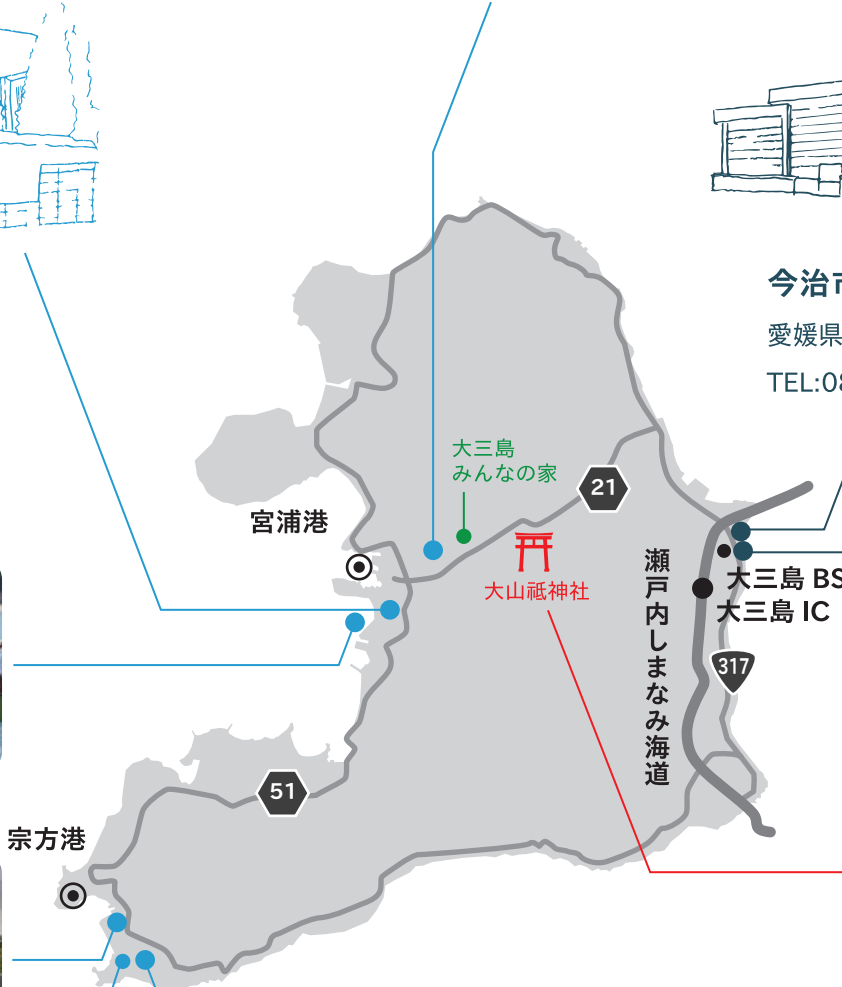 今治
愛媛県
TEL:0
大三島
みんなの家
21
宮浦港
大山祇神社
瀬戸内しまなみ海道
大三島 BS
大三島 IC
317
51
宗方港